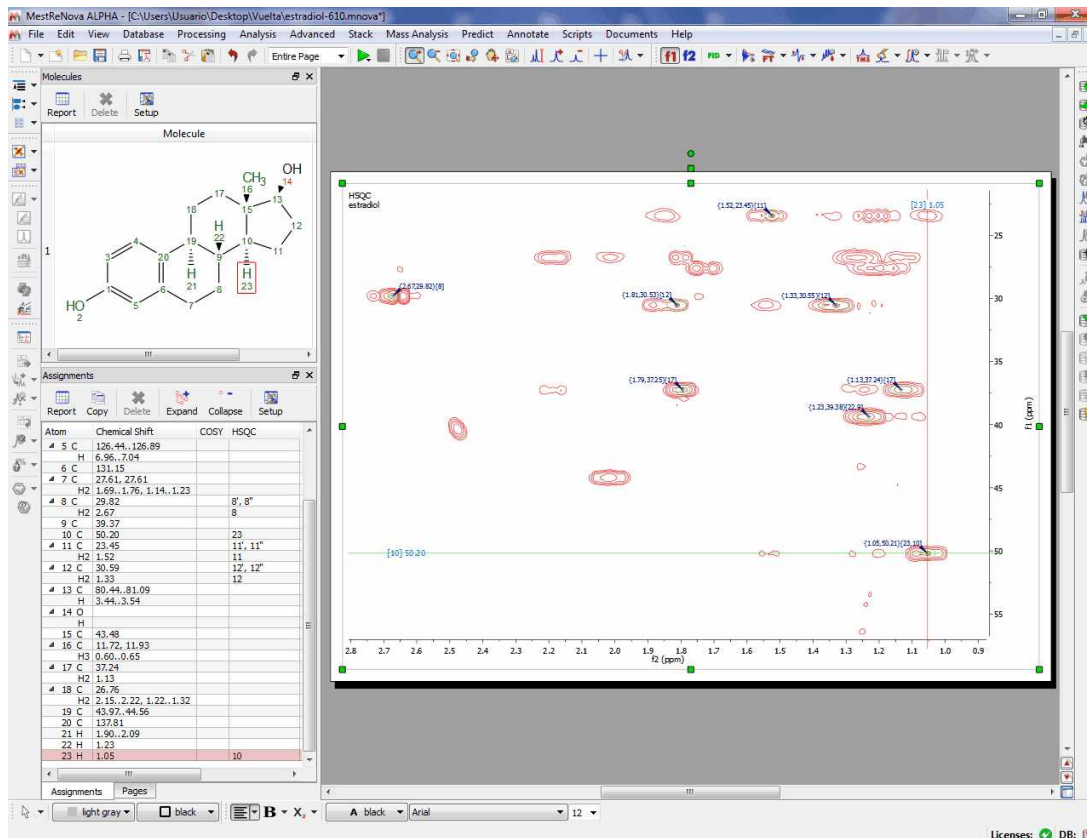 MestReNova ALPHA - [C:\Users\Usuario\Desktop\Vuelta\estradiol-610.mnova*]
File Edit View Database Processing Analysis Advanced Stack Mass Analysis Predict Annotate Scripts Documents Help
Entire Page f1 f2 FID FT TMS
Molecules
Report Delete Setup
Molecule
1
OH
14
CH3
16
17
13
18
15
12
H
22
19
10
11
4
9
3
20
H
21
H
23
8
1
6
7
HO
2
5
Assignments
Report Copy Delete Expand Collapse Setup
Atom Chemical Shift COSY HSQC
5 C 126.44..126.89
H 6.96..7.04
6 C 131.15
7 C 27.61, 27.61
H2 1.69..1.76, 1.14..1.23
8 C 29.82 8', 8"
H2 2.67 8
9 C 39.37
10 C 50.20 23
11 C 23.45 11', 11"
H2 1.52 11
12 C 30.59 12', 12"
H2 1.33 12
13 C 80.44..81.09
H 3.44..3.54
14 O
H
15 C 43.48
16 C 11.72, 11.93
H3 0.60..0.65
17 C 37.24
H2 1.13
18 C 26.76
H2 2.15..2.22, 1.22..1.32
19 C 43.97..44.56
20 C 137.81
21 H 1.90..2.09
22 H 1.23
23 H 1.05 10
Assignments Pages
HSQC
estradiol
{1.52,23.45}[11]
[23] 1.05
{2.67,29.82}[8]
{1.81,30.53}[12]
{1.33,30.55}[12]
{1.79,37.25}[17]
{1.13,37.24}[17]
{1.23,39.38}[22,9]
[10] 50.20
{1.05,50.21}[23,10]
25
30
35
40
45
50
55
f1 (ppm)
2.8 2.7 2.6 2.5 2.4 2.3 2.2 2.1 2.0 1.9 1.8 1.7 1.6 1.5 1.4 1.3 1.2 1.1 1.0 0.9
f2 (ppm)
light gray black B X, A black Arial 12
Licenses: DB: